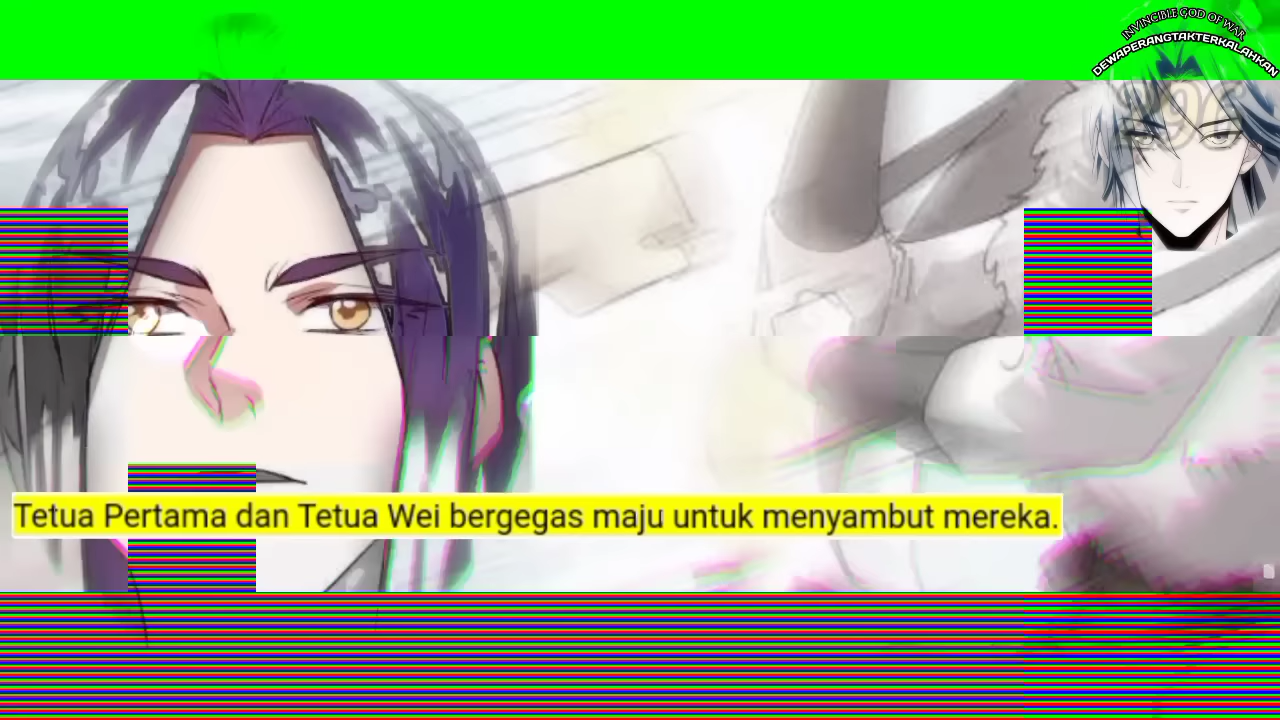 INVINCIBLE GOD OF WAR
DEWAPERANGTAKTERKALAHKAN
Tetua Pertama dan Tetua Wei bergegas maju untuk menyambut mereka.